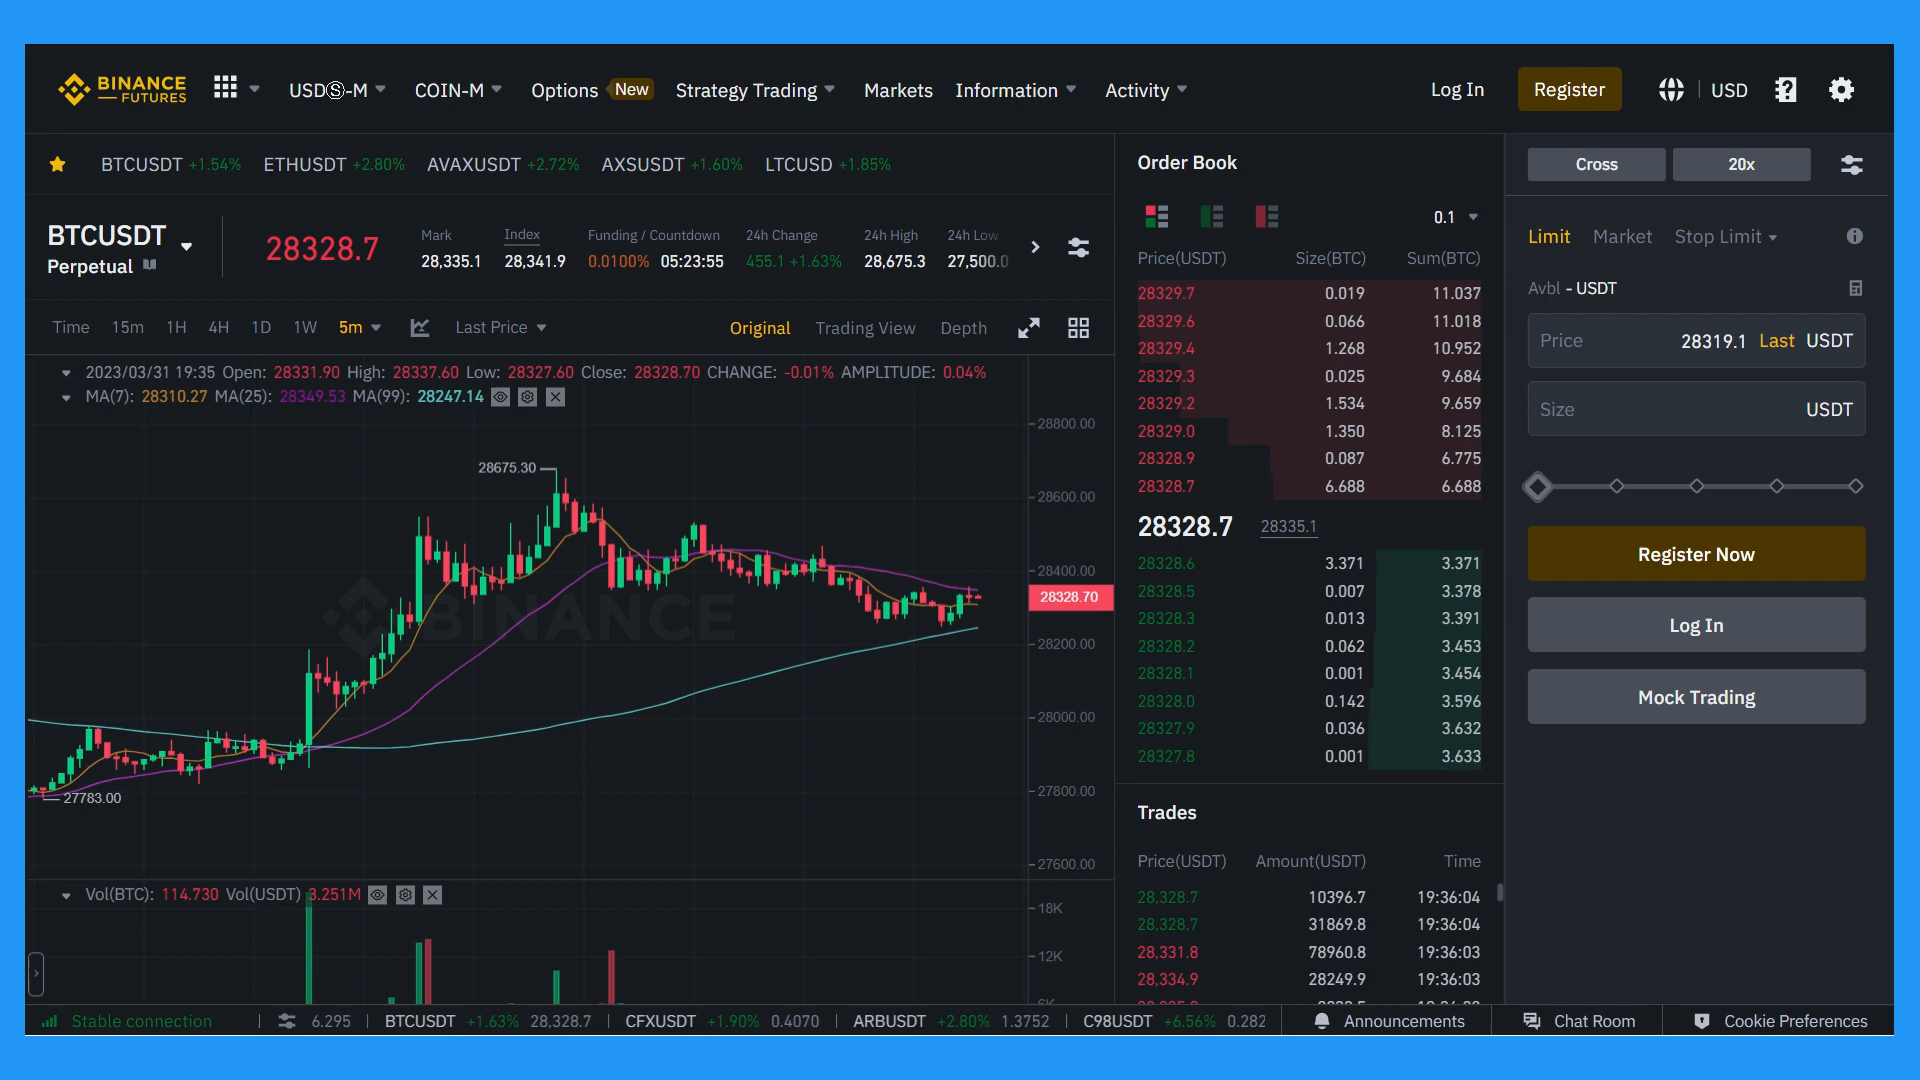 BINANCE FUTURES USDⓈ-M COIN-M Options New Strategy Trading Markets Information Activity Log In Register USD
BTCUSDT +1.54% ETHUSDT +2.80% AVAXUSDT +2.72% AXSUSDT +1.60% LTCUSD +1.85%
BTCUSDT
Perpetual
28328.7
Mark
28,335.1
Index
28,341.9
Funding / Countdown
0.0100% 05:23:55
24h Change
455.1 +1.63%
24h High
28,675.3
24h Low
27,500.0
Time 15m 1H 4H 1D 1W 5m Last Price Original Trading View Depth
2023/03/31 19:35 Open: 28331.90 High: 28337.60 Low: 28327.60 Close: 28328.70 CHANGE: -0.01% AMPLITUDE: 0.04%
MA(7): 28310.27 MA(25): 28349.53 MA(99): 28247.14
28675.30
27783.00
BINANCE
28800.00
28600.00
28400.00
28328.70
28200.00
28000.00
27800.00
27600.00
Vol(BTC): 114.730 Vol(USDT) 3.251M
18K
12K
6K
Order Book
0.1
Price(USDT) Size(BTC) Sum(BTC)
28329.7 0.019 11.037
28329.6 0.066 11.018
28329.4 1.268 10.952
28329.3 0.025 9.684
28329.2 1.534 9.659
28329.0 1.350 8.125
28328.9 0.087 6.775
28328.7 6.688 6.688
28328.7 28335.1
28328.6 3.371 3.371
28328.5 0.007 3.378
28328.3 0.013 3.391
28328.2 0.062 3.453
28328.1 0.001 3.454
28328.0 0.142 3.596
28327.9 0.036 3.632
28327.8 0.001 3.633
Trades
Price(USDT) Amount(USDT) Time
28,328.7 10396.7 19:36:04
28,328.7 31869.8 19:36:04
28,331.8 78960.8 19:36:03
28,334.9 28249.9 19:36:03
Cross 20x
Limit Market Stop Limit
Avbl - USDT
Price 28319.1 Last USDT
Size USDT
Register Now
Log In
Mock Trading
Stable connection 6.295 BTCUSDT +1.63% 28,328.7 CFXUSDT +1.90% 0.4070 ARBUSDT +2.80% 1.3752 C98USDT +6.56% 0.282 Announcements Chat Room Cookie Preferences